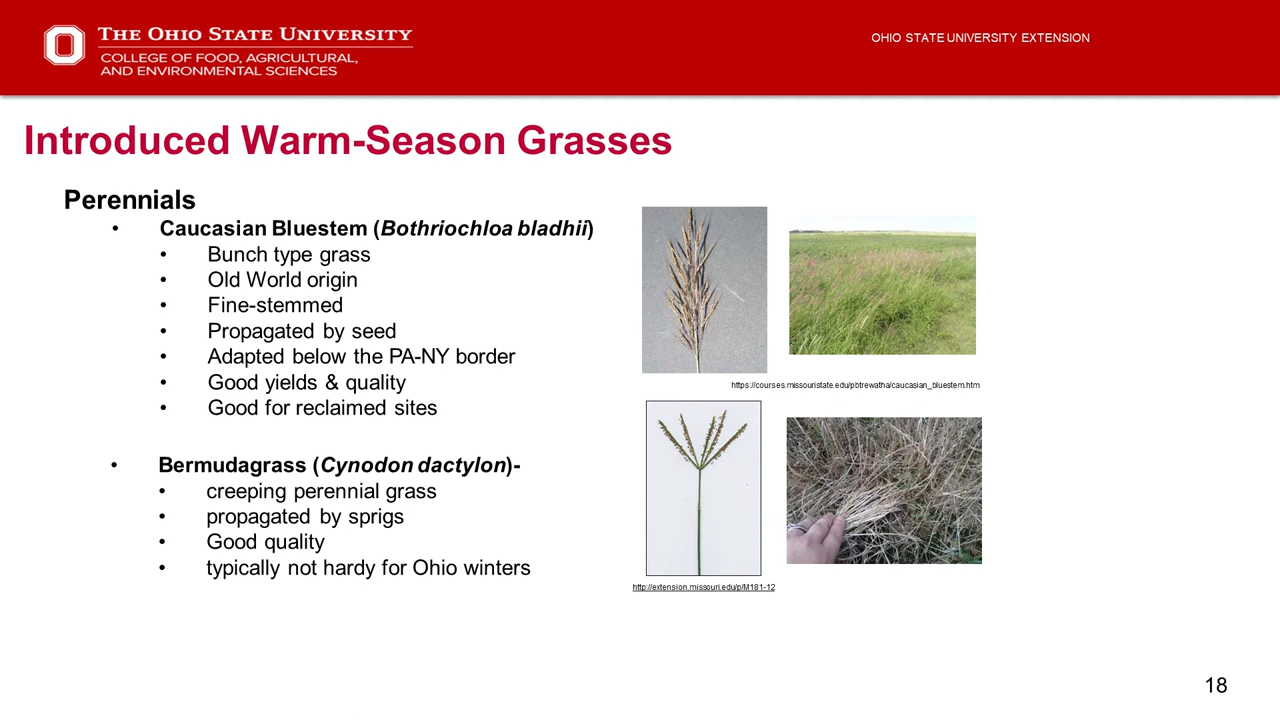 THE OHIO STATE UNIVERSITY
COLLEGE OF FOOD, AGRICULTURAL,
AND ENVIRONMENTAL SCIENCES
OHIO STATE UNIVERSITY EXTENSION
Introduced Warm-Season Grasses
Perennials
• Caucasian Bluestem (Bothriochloa bladhii)
• Bunch type grass
• Old World origin
• Fine-stemmed
• Propagated by seed
• Adapted below the PA-NY border
• Good yields & quality
• Good for reclaimed sites
https://courses.missouristate.edu/pbtrewatha/caucasian_bluestem.htm
• Bermudagrass (Cynodon dactylon)-
• creeping perennial grass
• propagated by sprigs
• Good quality
• typically not hardy for Ohio winters
http://extension.missouri.edu/p/M181-12
18